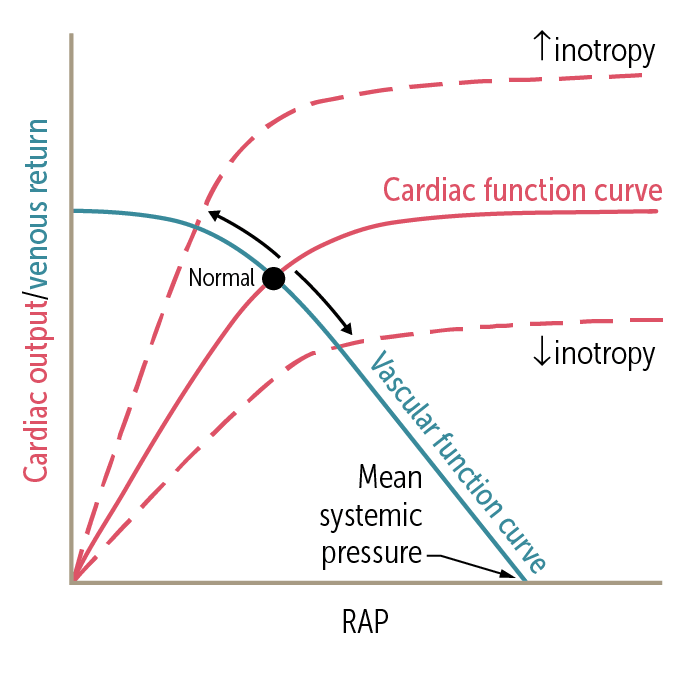 ↑inotropy
Cardiac function curve
Normal
↓inotropy
Vascular function curve
Mean
systemic
pressure
Cardiac output/venous return
RAP